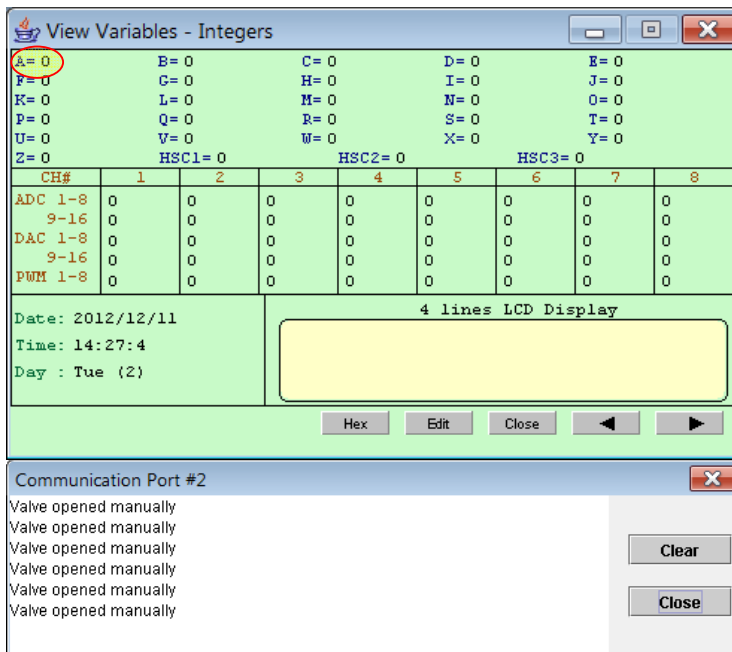 View Variables - Integers
A= 0 B= 0 C= 0 D= 0 E= 0
F= 0 G= 0 H= 0 I= 0 J= 0
K= 0 L= 0 M= 0 N= 0 O= 0
P= 0 Q= 0 R= 0 S= 0 T= 0
U= 0 V= 0 W= 0 X= 0 Y= 0
Z= 0 HSC1= 0 HSC2= 0 HSC3= 0
CH# 1 2 3 4 5 6 7 8
ADC 1-8 0 0 0 0 0 0 0 0
9-16 0 0 0 0 0 0 0 0
DAC 1-8 0 0 0 0 0 0 0 0
9-16 0 0 0 0 0 0 0 0
PWM 1-8 0 0 0 0 0 0 0 0
Date: 2012/12/11
Time: 14:27:4
Day : Tue (2)
4 lines LCD Display
Hex Edit Close
Communication Port #2
Valve opened manually
Valve opened manually
Valve opened manually
Valve opened manually
Valve opened manually
Valve opened manually
Clear
Close